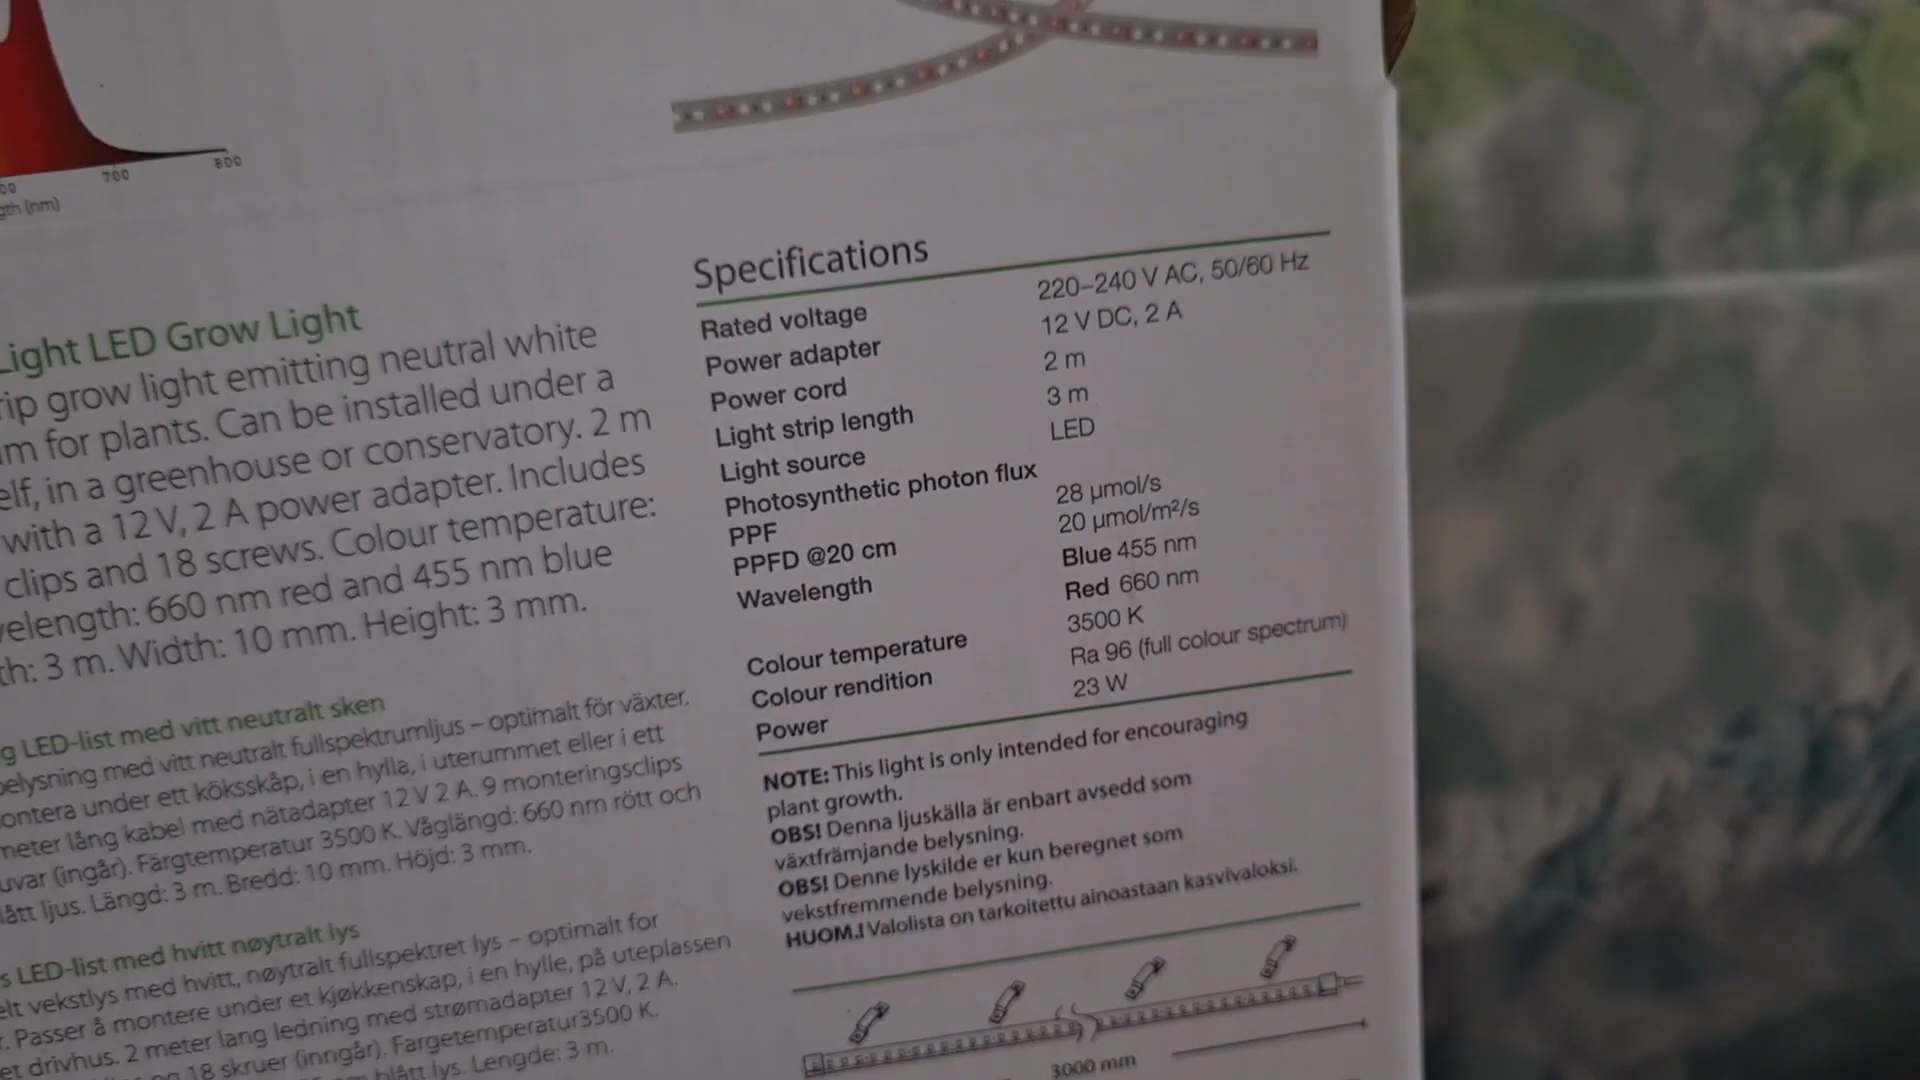 700
800
(nm)
Light LED Grow Light
grow light emitting neutral white
for plants. Can be installed under a
in a greenhouse or conservatory. 2 m
with a 12 V, 2 A power adapter. Includes
clips and 18 screws. Colour temperature:
660 nm red and 455 nm blue
3 m. Width: 10 mm. Height: 3 mm.
LED-list med vitt neutralt sken
med vitt neutralt fullspektrumljus – optimalt för växter.
under ett köksskåp, i en hylla, i uterummet eller i ett
lång kabel med nätadapter 12 V 2 A. 9 monteringsclips
(ingår). Färgtemperatur 3500 K. Våglängd: 660 nm rött och
ljus. Längd: 3 m. Bredd: 10 mm. Höjd: 3 mm.
LED-list med hvitt nøytralt lys
vekstlys med hvitt, nøytralt fullspektret lys – optimalt for
Passer å montere under et kjøkkenskap, i en hylle, på uteplassen
et drivhus. 2 meter lang ledning med strømadapter 12 V, 2 A.
18 skruer (inngår). Fargetemperatur3500 K.
blått lys. Lengde: 3 m.
Specifications
Rated voltage 220–240 V AC, 50/60 Hz
Power adapter 12 V DC, 2 A
Power cord 2 m
Light strip length 3 m
Light source LED
Photosynthetic photon flux
PPF 28 µmol/s
PPFD @20 cm 20 µmol/m²/s
Wavelength Blue 455 nm
Red 660 nm
Colour temperature 3500 K
Colour rendition Ra 96 (full colour spectrum)
Power 23 W
NOTE: This light is only intended for encouraging
plant growth.
OBS! Denna ljuskälla är enbart avsedd som
växtfrämjande belysning.
OBS! Denne lyskilde er kun beregnet som
vekstfremmende belysning.
HUOM.! Valolista on tarkoitettu ainoastaan kasvivaloksi.
3000 mm